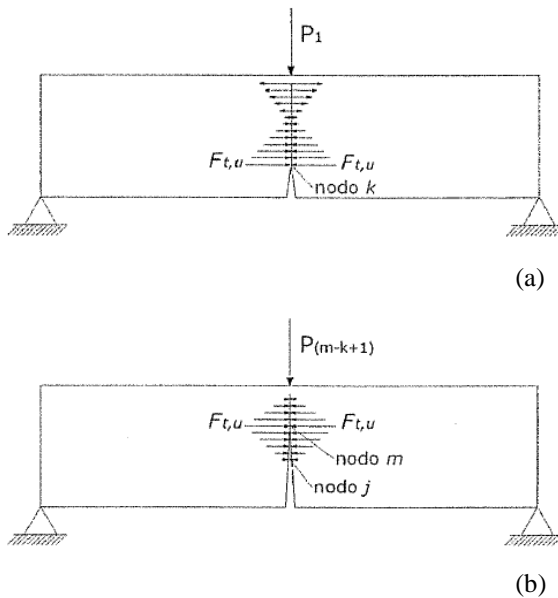 P1
Ft,u Ft,u
nodo k
(a)
P(m-k+1)
Ft,u Ft,u
nodo m
nodo j
(b)